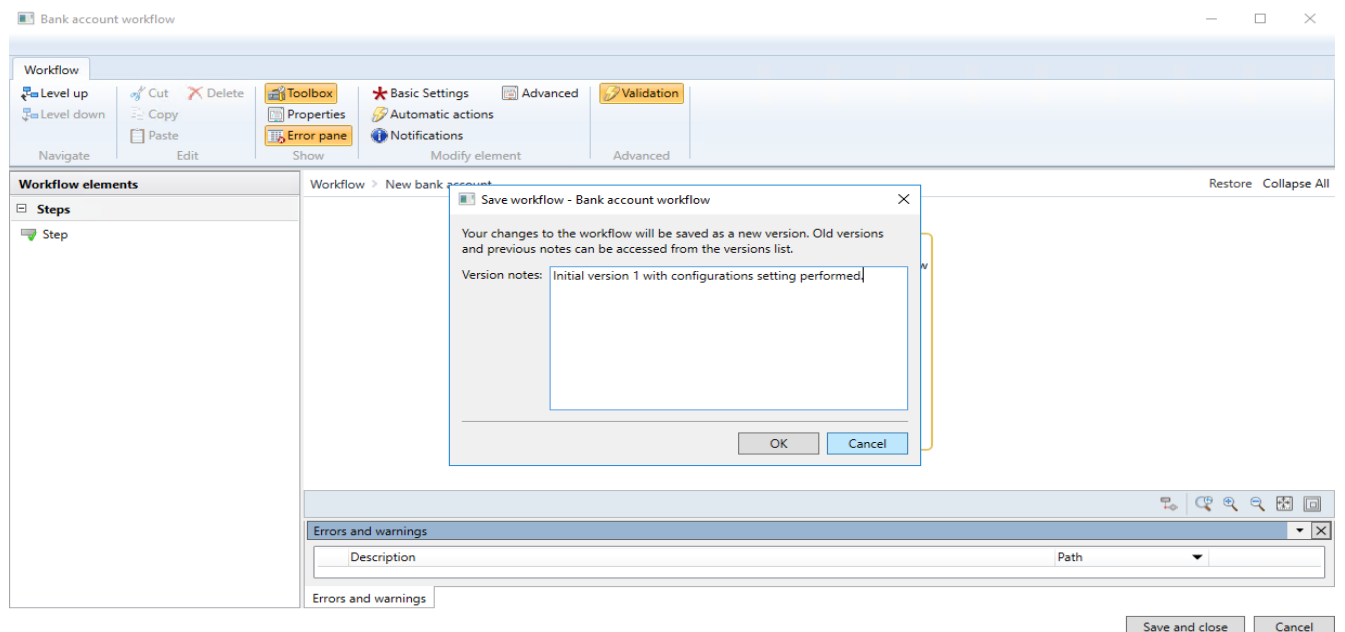 Bank account workflow
Workflow
Level up
Cut
Delete
Toolbox
Basic Settings
Advanced
Validation
Level down
Copy
Properties
Automatic actions
Paste
Error pane
Notifications
Navigate
Edit
Show
Modify element
Advanced
Workflow elements
Workflow > New bank account
Restore Collapse All
Steps
Step
Save workflow - Bank account workflow
Your changes to the workflow will be saved as a new version. Old versions
and previous notes can be accessed from the versions list.
Version notes:
Initial version 1 with configurations setting performed.
w
OK
Cancel
Errors and warnings
Description
Path
Errors and warnings
Save and close
Cancel